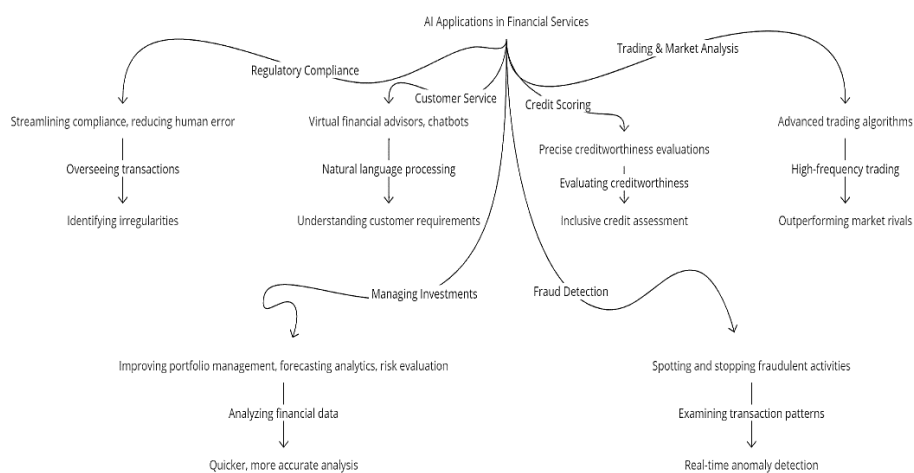 AI Applications in Financial Services
Trading & Market Analysis
Regulatory Compliance
Customer Service
Credit Scoring
Streamlining compliance, reducing human error
Virtual financial advisors, chatbots
Advanced trading algorithms
Precise creditworthiness evaluations
Overseeing transactions
Natural language processing
High-frequency trading
Evaluating creditworthiness
Identifying irregularities
Understanding customer requirements
Inclusive credit assessment
Outperforming market rivals
Managing Investments
Fraud Detection
Improving portfolio management, forecasting analytics, risk evaluation
Spotting and stopping fraudulent activities
Analyzing financial data
Examining transaction patterns
Quicker, more accurate analysis
Real-time anomaly detection